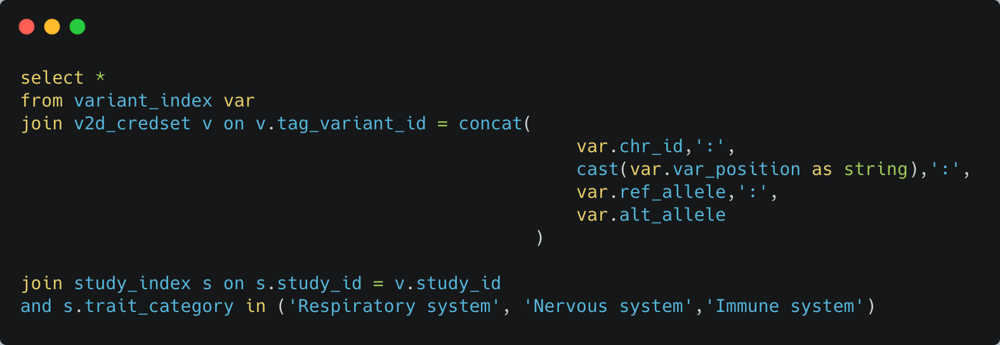 select *
from variant_index var
join v2d_credset v on v.tag_variant_id = concat(
var.chr_id,':',
cast(var.var_position as string),':',
var.ref_allele,':',
var.alt_allele
)
join study_index s on s.study_id = v.study_id
and s.trait_category in ('Respiratory system', 'Nervous system','Immune system')